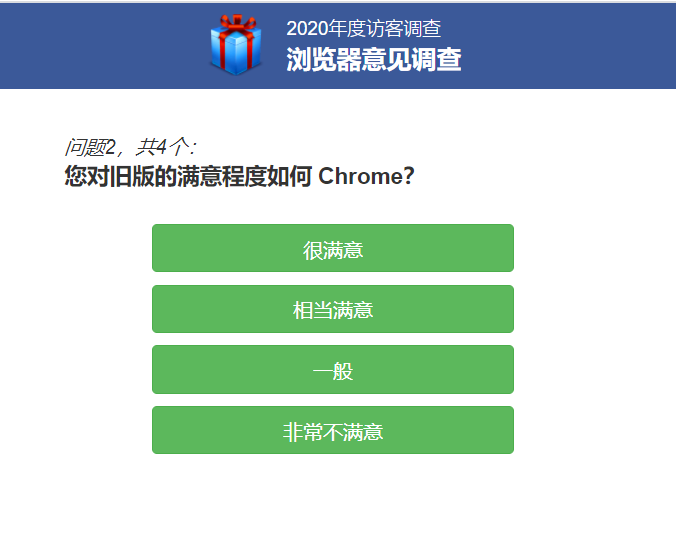 2020年度访客调查
浏览器意见调查
问题2，共4个：
您对旧版的满意程度如何 Chrome？
很满意
相当满意
一般
非常不满意